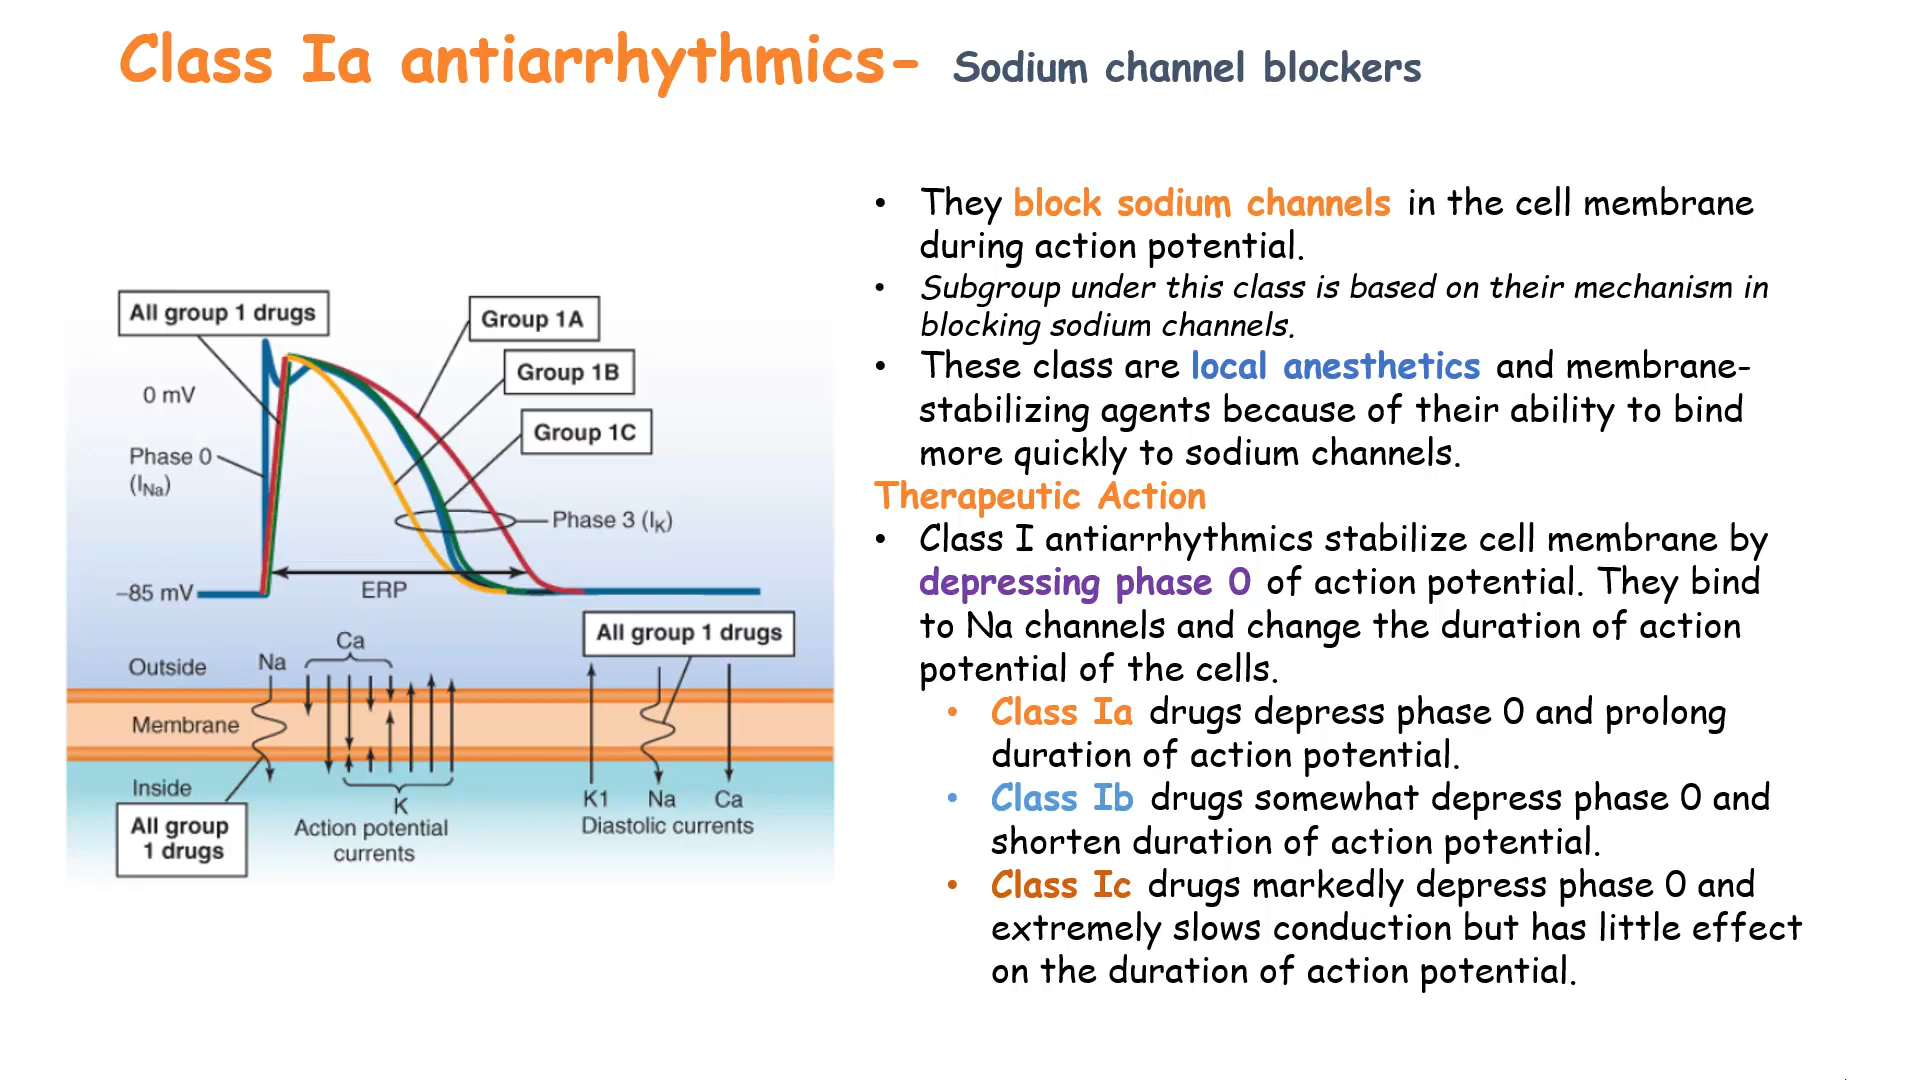 Class Ia antiarrhythmics- Sodium channel blockers
• They block sodium channels in the cell membrane
during action potential.
• Subgroup under this class is based on their mechanism in
blocking sodium channels.
• These class are local anesthetics and membrane-
stabilizing agents because of their ability to bind
more quickly to sodium channels.
Therapeutic Action
• Class I antiarrhythmics stabilize cell membrane by
depressing phase 0 of action potential. They bind
to Na channels and change the duration of action
potential of the cells.
• Class Ia drugs depress phase 0 and prolong
duration of action potential.
• Class Ib drugs somewhat depress phase 0 and
shorten duration of action potential.
• Class Ic drugs markedly depress phase 0 and
extremely slows conduction but has little effect
on the duration of action potential.
All group 1 drugs
Group 1A
Group 1B
Group 1C
0 mV
Phase 0
(INa)
Phase 3 (IK)
–85 mV
ERP
All group 1 drugs
Ca
Outside
Na
Membrane
Inside
K
K1
Na
Ca
All group
1 drugs
Action potential
currents
Diastolic currents